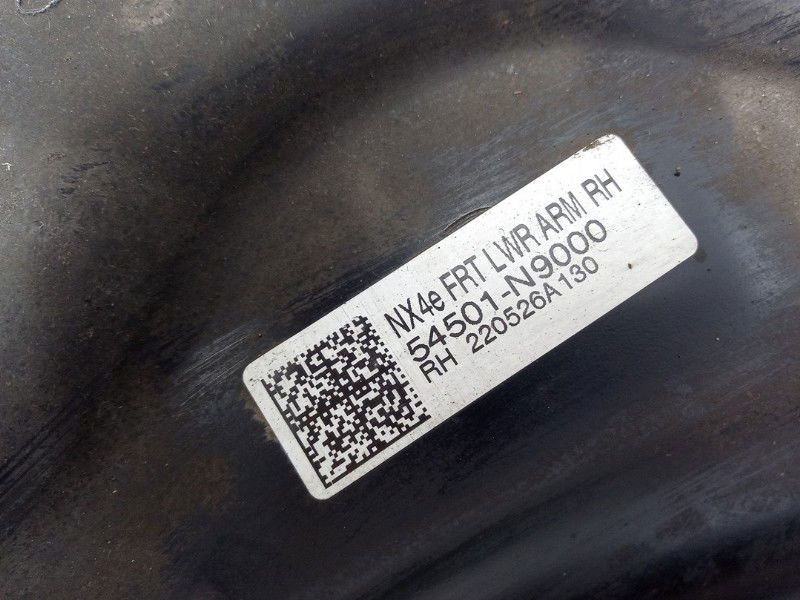 NX4e FRT LWR ARM RH
54501-N9000
RH 220526A130